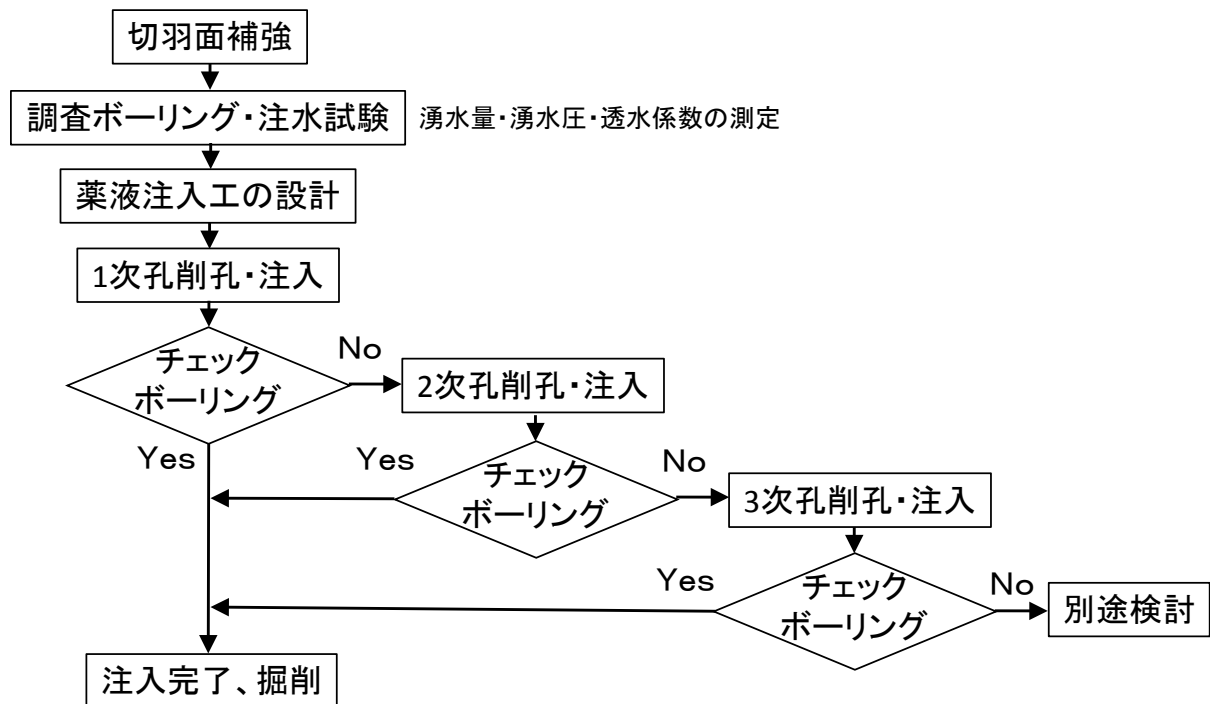 切羽面補強
調査ボーリング・注水試験
湧水量・湧水圧・透水係数の測定
薬液注入工の設計
1次孔削孔・注入
チェック
ボーリング
No
Yes
2次孔削孔・注入
チェック
ボーリング
Yes
No
3次孔削孔・注入
チェック
ボーリング
Yes
No
別途検討
注入完了、掘削